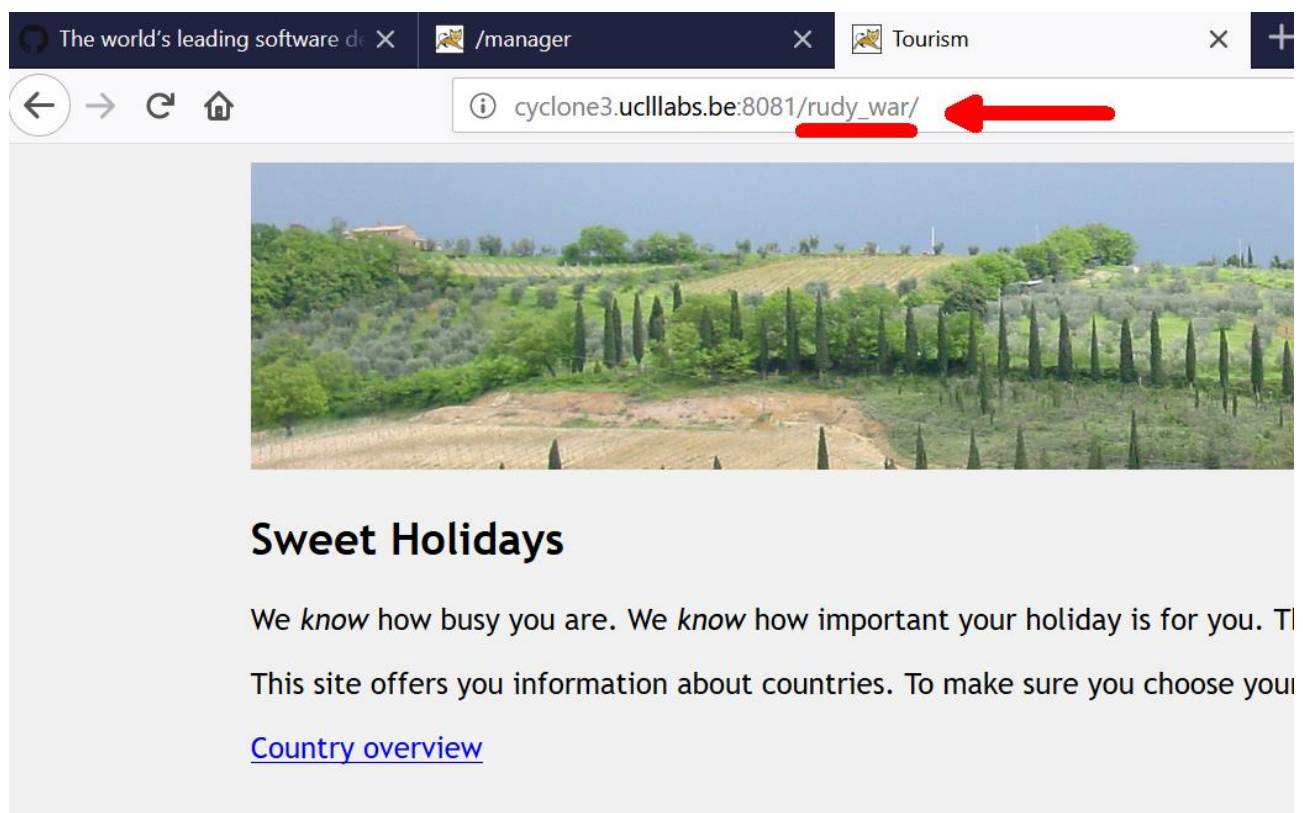 The world's leading software de
/manager
Tourism
cyclone3.uclllabs.be:8081/rudy_war/
Sweet Holidays
We know how busy you are. We know how important your holiday is for you. Th
This site offers you information about countries. To make sure you choose your
Country overview